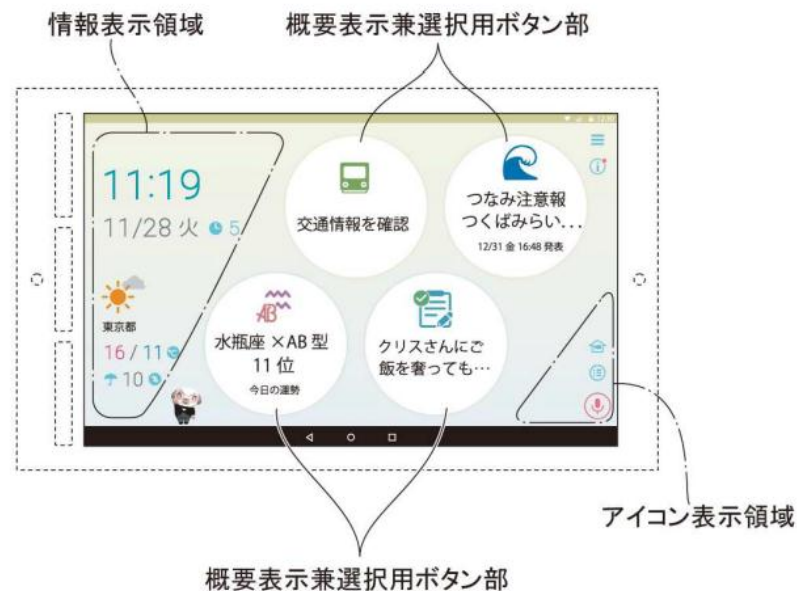 情報表示領域
概要表示兼選択用ボタン部
11:19
11/28 火 5
東京都
16 / 11
10
交通情報を確認
つなみ注意報
つくばみらい...
12/31 金 16:48 発表
水瓶座 ×AB 型
11 位
今日の運勢
AB
クリスさんにご
飯を奢っても…
アイコン表示領域
概要表示兼選択用ボタン部